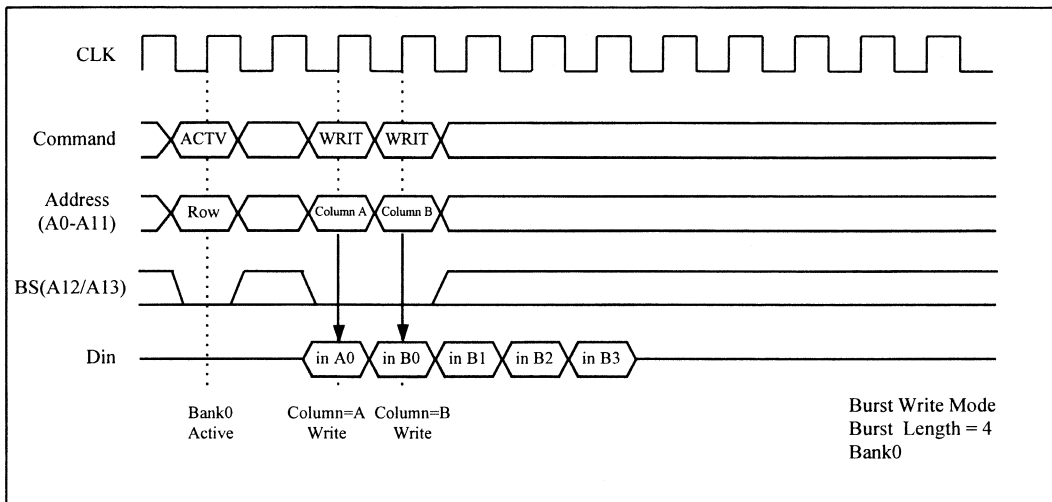 CLK
Command
ACTV
WRIT
WRIT
Address
(A0-A11)
Row
Column A
Column B
BS(A12/A13)
Din
in A0
in B0
in B1
in B2
in B3
Bank0
Active
Column=A
Write
Column=B
Write
Burst Write Mode
Burst Length = 4
Bank0